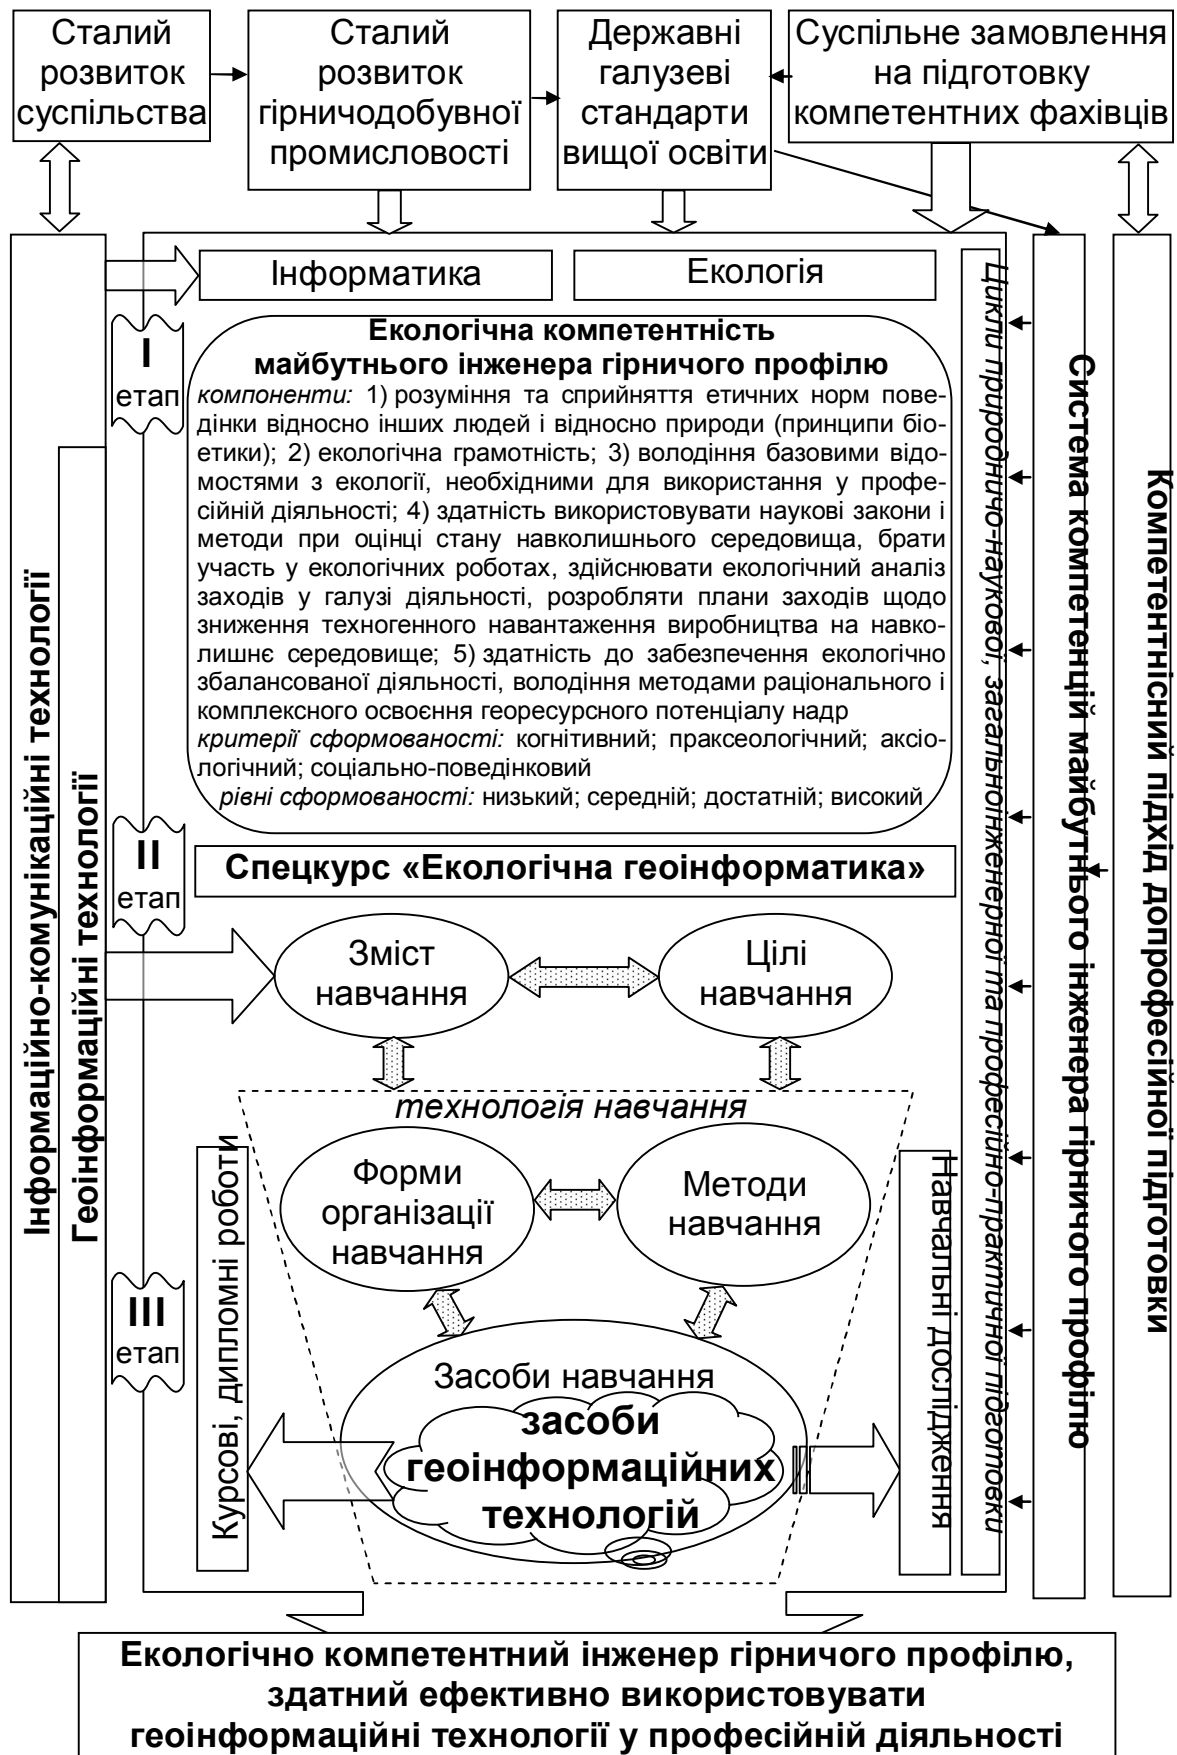 Сталий
розвиток
суспільства
Сталий
розвиток
гірничодобувної
промисловості
Державні
галузеві
стандарти
вищої освіти
Суспільне замовлення
на підготовку
компетентних фахівців
Інформаційно-комунікаційні технології
Геоінформаційні технології
Інформатика
Екологія
I
етап
Екологічна компетентність
майбутнього інженера гірничого профілю
компоненти: 1) розуміння та сприйняття етичних норм пове-
дінки відносно інших людей і відносно природи (принципи біо-
етики); 2) екологічна грамотність; 3) володіння базовими відо-
мостями з екології, необхідними для використання у профе-
сійній діяльності; 4) здатність використовувати наукові закони і
методи при оцінці стану навколишнього середовища, брати
участь у екологічних роботах, здійснювати екологічний аналіз
заходів у галузі діяльності, розробляти плани заходів щодо
зниження техногенного навантаження виробництва на навко-
лишнє середовище; 5) здатність до забезпечення екологічно
збалансованої діяльності, володіння методами раціонального і
комплексного освоєння георесурсного потенціалу надр
критерії сформованості: когнітивний; праксеологічний; аксіо-
логічний; соціально-поведінковий
рівні сформованості: низький; середній; достатній; високий
II
етап
Спецкурс «Екологічна геоінформатика»
Зміст
навчання
Цілі
навчання
технологія навчання
Форми
організації
навчання
Методи
навчання
III
етап
Курсові, дипломні роботи
Засоби навчання
засоби
геоінформаційних
технологій
Навчальні дослідження
Цикли природничо-наукової, загальноінженерної та професійно-практичної підготовки
Система компетенцій майбутнього інженера гірничого профілю
Компетентнісний підхід допрофесійної підготовки
Екологічно компетентний інженер гірничого профілю,
здатний ефективно використовувати
геоінформаційні технології у професійній діяльності